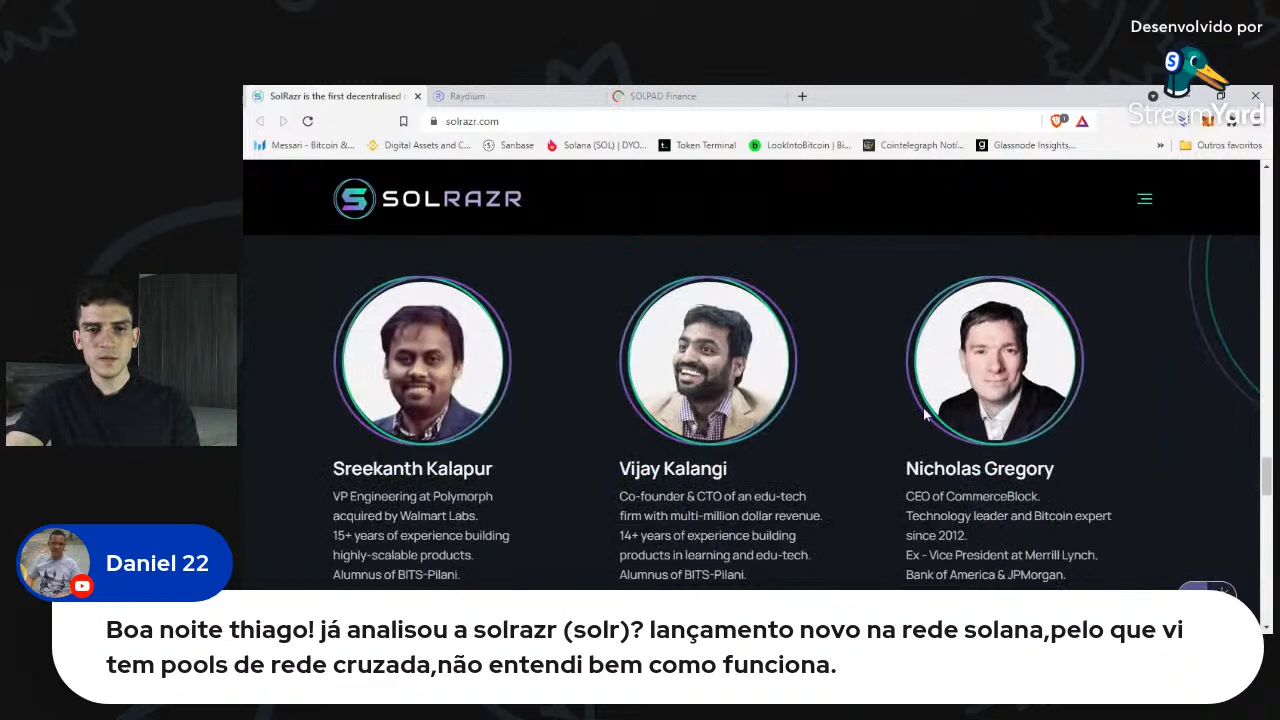 Desenvolvido por
StreamYard
SolRazr is the first decentralised
Raydium
SOLPAD Finance
solrazr.com
Messari - Bitcoin &...
Digital Assets and C...
Sanbase
Solana (SOL) | DYO...
Token Terminal
LookIntoBitcoin | Bi...
Cointelegraph Notí...
Glassnode Insights...
»
Outros favoritos
SOLRAZR
Sreekanth Kalapur
VP Engineering at Polymorph
acquired by Walmart Labs.
15+ years of experience building
highly-scalable products.
Alumnus of BITS-Pilani.
Vijay Kalangi
Co-founder & CTO of an edu-tech
firm with multi-million dollar revenue.
14+ years of experience building
products in learning and edu-tech.
Alumnus of BITS-Pilani.
Nicholas Gregory
CEO of CommerceBlock.
Technology leader and Bitcoin expert
since 2012.
Ex - Vice President at Merrill Lynch,
Bank of America & JPMorgan.
Daniel 22
Boa noite thiago! já analisou a solrazr (solr)? lançamento novo na rede solana,pelo que vi
tem pools de rede cruzada,não entendi bem como funciona.